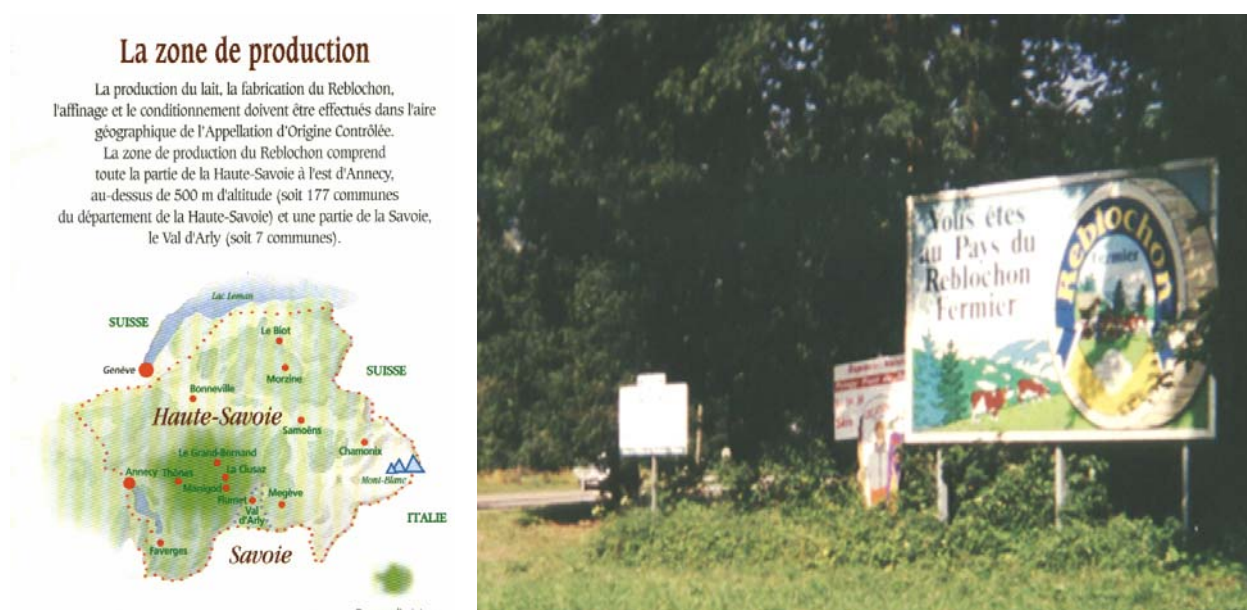 La zone de production
La production du lait, la fabrication du Reblochon,
l'affinage et le conditionnement doivent être effectués dans l'aire
géographique de l'Appellation d'Origine Contrôlée.
La zone de production du Reblochon comprend
toute la partie de la Haute-Savoie à l'est d'Annecy,
au-dessus de 500 m d'altitude (soit 177 communes
du département de la Haute-Savoie) et une partie de la Savoie,
le Val d'Arly (soit 7 communes).
Lac Leman
SUISSE
Le Biot
Genève
Morzine
SUISSE
Bonneville
Haute-Savoie
Samoëns
Chamonix
Le Grand-Bornand
Annecy
Thônes
La Clusaz
Mont-Blanc
Manigod
Flumet
Megève
Val
d'Arly
ITALIE
Faverges
Savoie
Vous êtes
au Pays du
Reblochon
Fermier
Reblochon
Fermier